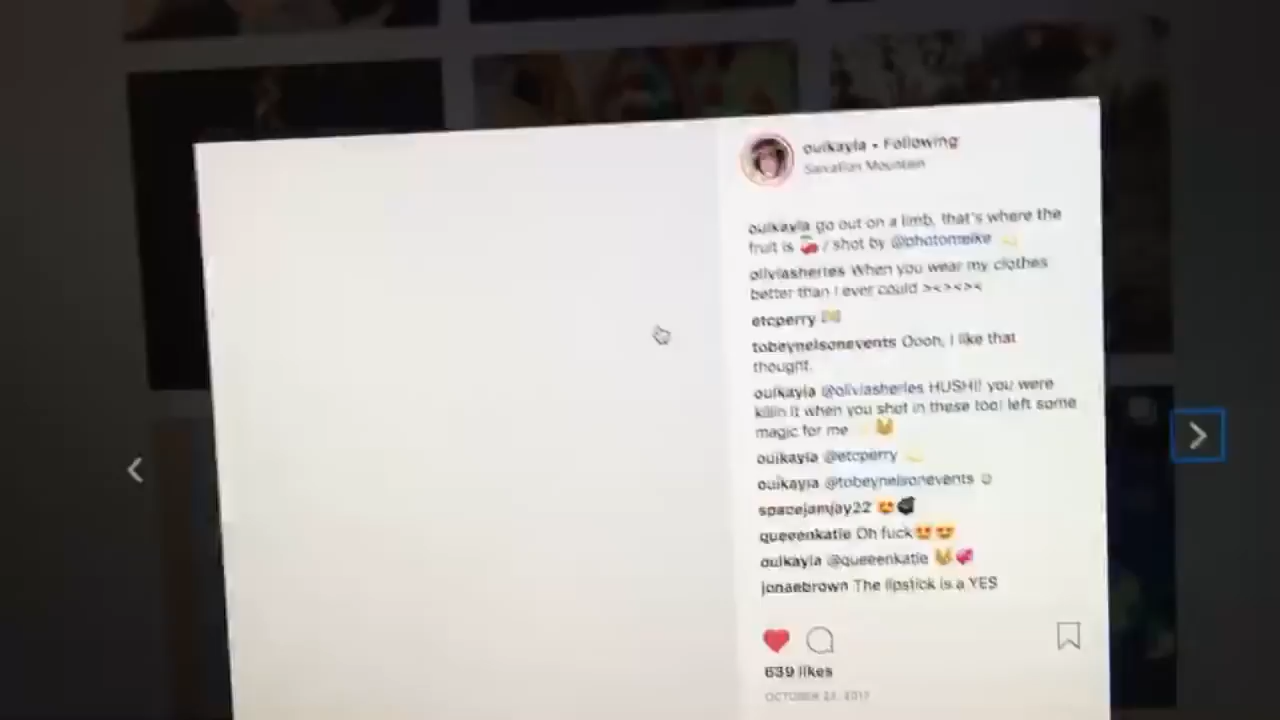 ouikayla • Following
Salvation Mountain
ouikayla go out on a limb, that's where the
fruit is 🍒 / shot by @photomeike 💫
oliviasherles When you wear my clothes
better than I ever could ><><><
etcperry
tobeynelsonevents Oooh, I like that
thought.
ouikayla @oliviasherles HUSH!! you were
killin it when you shot in these too! left some
magic for me ✨😸
ouikayla @etcperry 💫
ouikayla @tobeynelsonevents ☺
spacejamjay22 😍💣
queeenkatie Oh fuck😍😍
ouikayla @queeenkatie 😸💞
jonaebrown The lipstick is a YES
639 likes